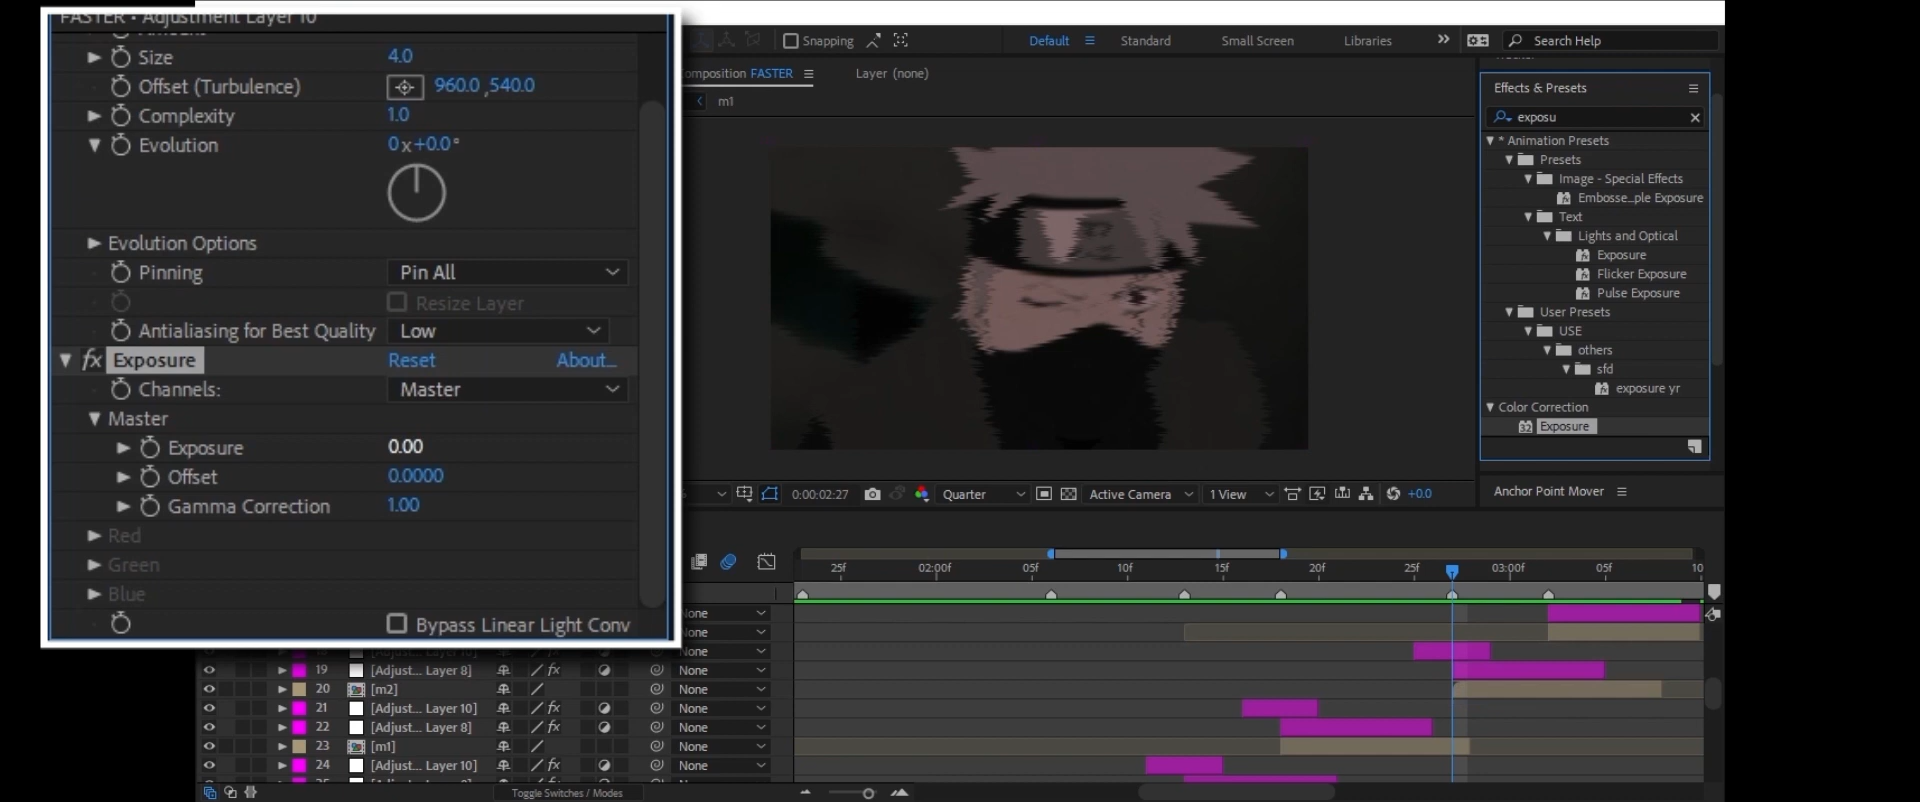 FASTER • Adjustment Layer 10
Amount
Size 4.0
Offset (Turbulence) 960.0 ,540.0
Complexity 1.0
Evolution 0 x+0.0°
Evolution Options
Pinning Pin All
Resize Layer
Antialiasing for Best Quality Low
fx Exposure Reset About...
Channels: Master
Master
Exposure 0.00
Offset 0.0000
Gamma Correction 1.00
Red
Green
Blue
Bypass Linear Light Conv
Snapping Default Standard Small Screen Libraries Search Help
omposition FASTER Layer (none)
m1
Effects & Presets
exposu
* Animation Presets
Presets
Image - Special Effects
Embosse...ple Exposure
Text
Lights and Optical
Exposure
Flicker Exposure
Pulse Exposure
User Presets
USE
others
sfd
exposure yr
Color Correction
32 Exposure
Anchor Point Mover
0:00:02:27 Quarter Active Camera 1 View +0.0
25f 02:00f 05f 10f 15f 20f 25f 03:00f 05f 10
None
None
None
19 [Adjust... Layer 8] fx None
20 [m2] None
21 [Adjust... Layer 10] fx None
22 [Adjust... Layer 8] fx None
23 [m1] None
24 [Adjust... Layer 10] fx None
Toggle Switches / Modes